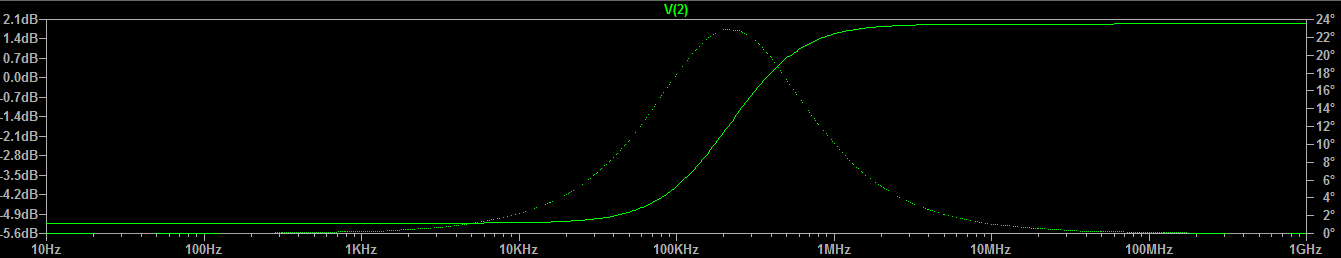 V(2)
2.1dB
1.4dB
0.7dB
0.0dB
-0.7dB
-1.4dB
-2.1dB
-2.8dB
-3.5dB
-4.2dB
-4.9dB
-5.6dB
24°
22°
20°
18°
16°
14°
12°
10°
8°
6°
4°
2°
0°
10Hz 100Hz 1KHz 10KHz 100KHz 1MHz 10MHz 100MHz 1GHz